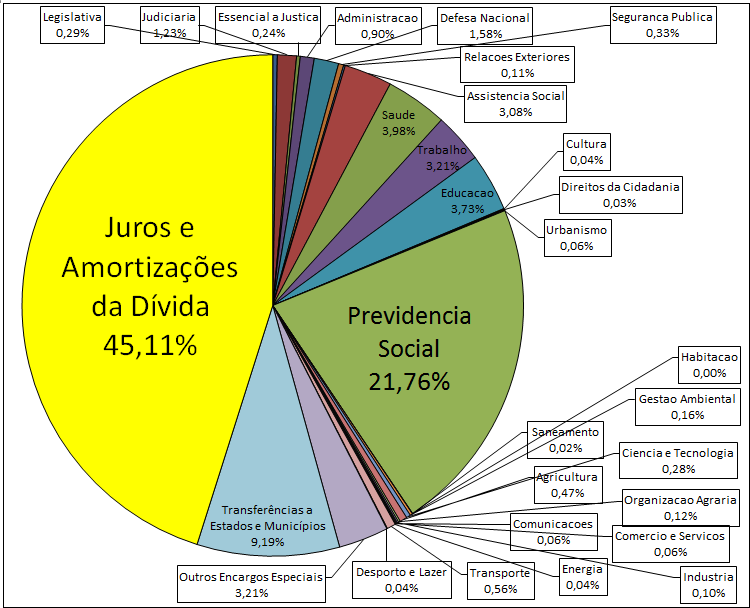 Legislativa
0,29%
Judiciaria
1,23%
Essencial a Justica
0,24%
Administracao
0,90%
Defesa Nacional
1,58%
Seguranca Publica
0,33%
Relacoes Exteriores
0,11%
Assistencia Social
3,08%
Saude
3,98%
Trabalho
3,21%
Educacao
3,73%
Cultura
0,04%
Direitos da Cidadania
0,03%
Urbanismo
0,06%
Juros e
Amortizações
da Dívida
45,11%
Previdencia
Social
21,76%
Habitacao
0,00%
Gestao Ambiental
0,16%
Saneamento
0,02%
Ciencia e Tecnologia
0,28%
Agricultura
0,47%
Organizacao Agraria
0,12%
Comunicacoes
0,06%
Comercio e Servicos
0,06%
Transferências a
Estados e Municípios
9,19%
Outros Encargos Especiais
3,21%
Desporto e Lazer
0,04%
Transporte
0,56%
Energia
0,04%
Industria
0,10%